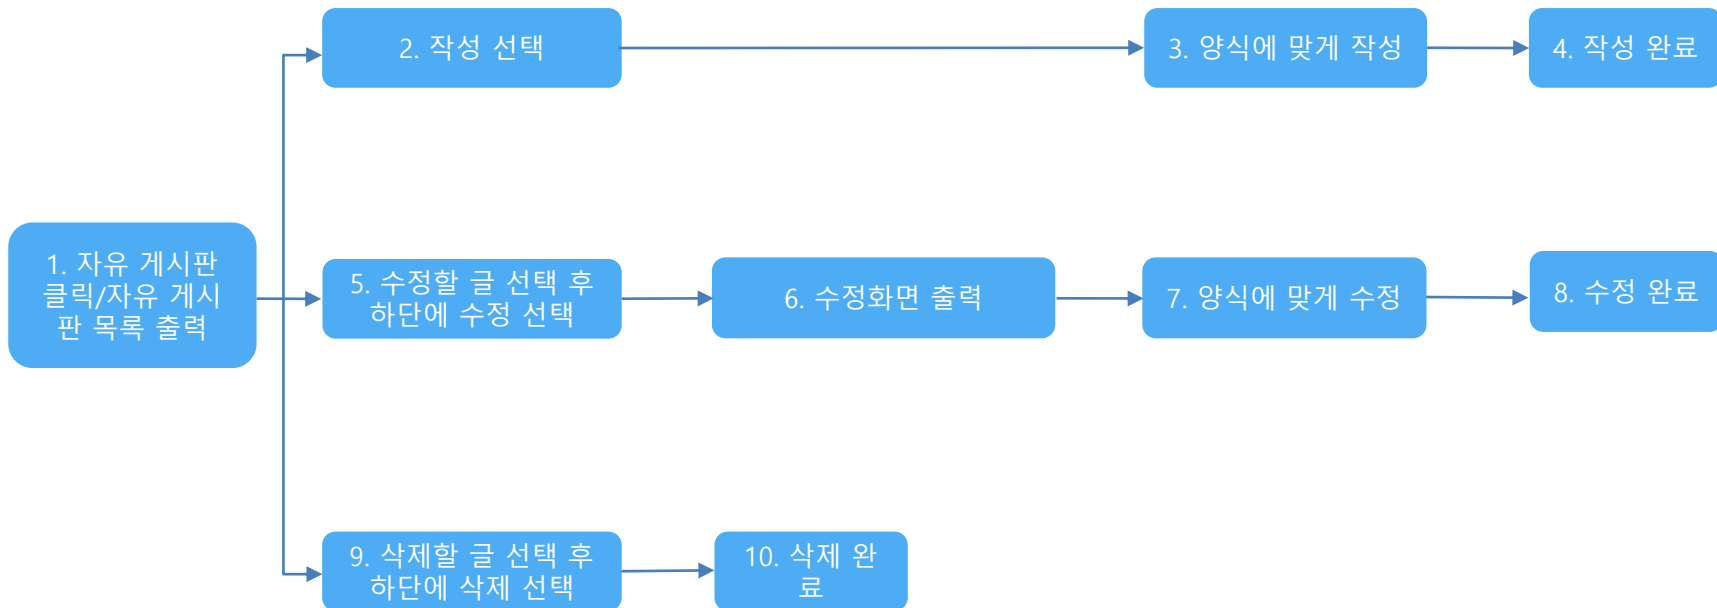 2. 작성 선택
3. 양식에 맞게 작성
4. 작성 완료
1. 자유 게시판
클릭/자유 게시
판 목록 출력
5. 수정할 글 선택 후
하단에 수정 선택
6. 수정화면 출력
7. 양식에 맞게 수정
8. 수정 완료
9. 삭제할 글 선택 후
하단에 삭제 선택
10. 삭제 완
료